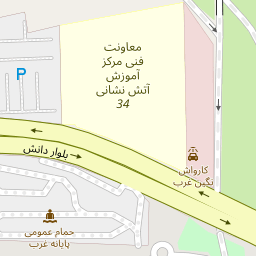 معاونت
فنی مرکز
آموزش
آتش نشانی
34
P
بلوار دانش
کارواش
نگین غرب
حمام عمومی
پایانه غرب